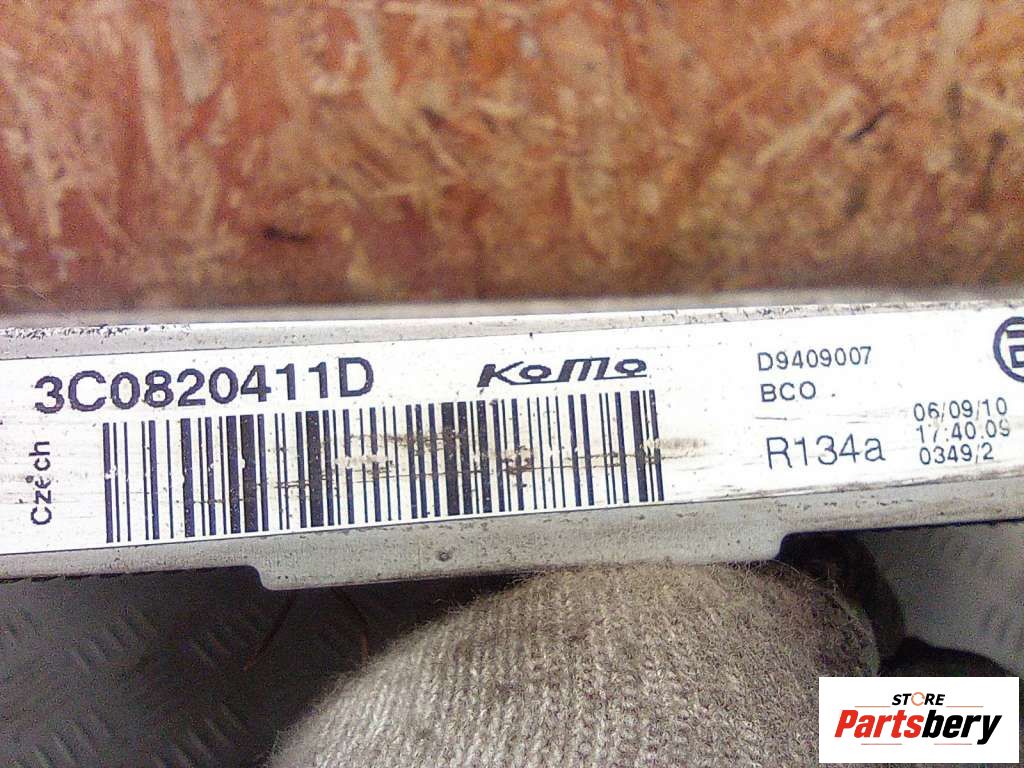 3C0820411D
KoMo
D9409007
BCO
Czech
R134a
06/09/10
17.40.09
0349/2
STORE
Partsbery